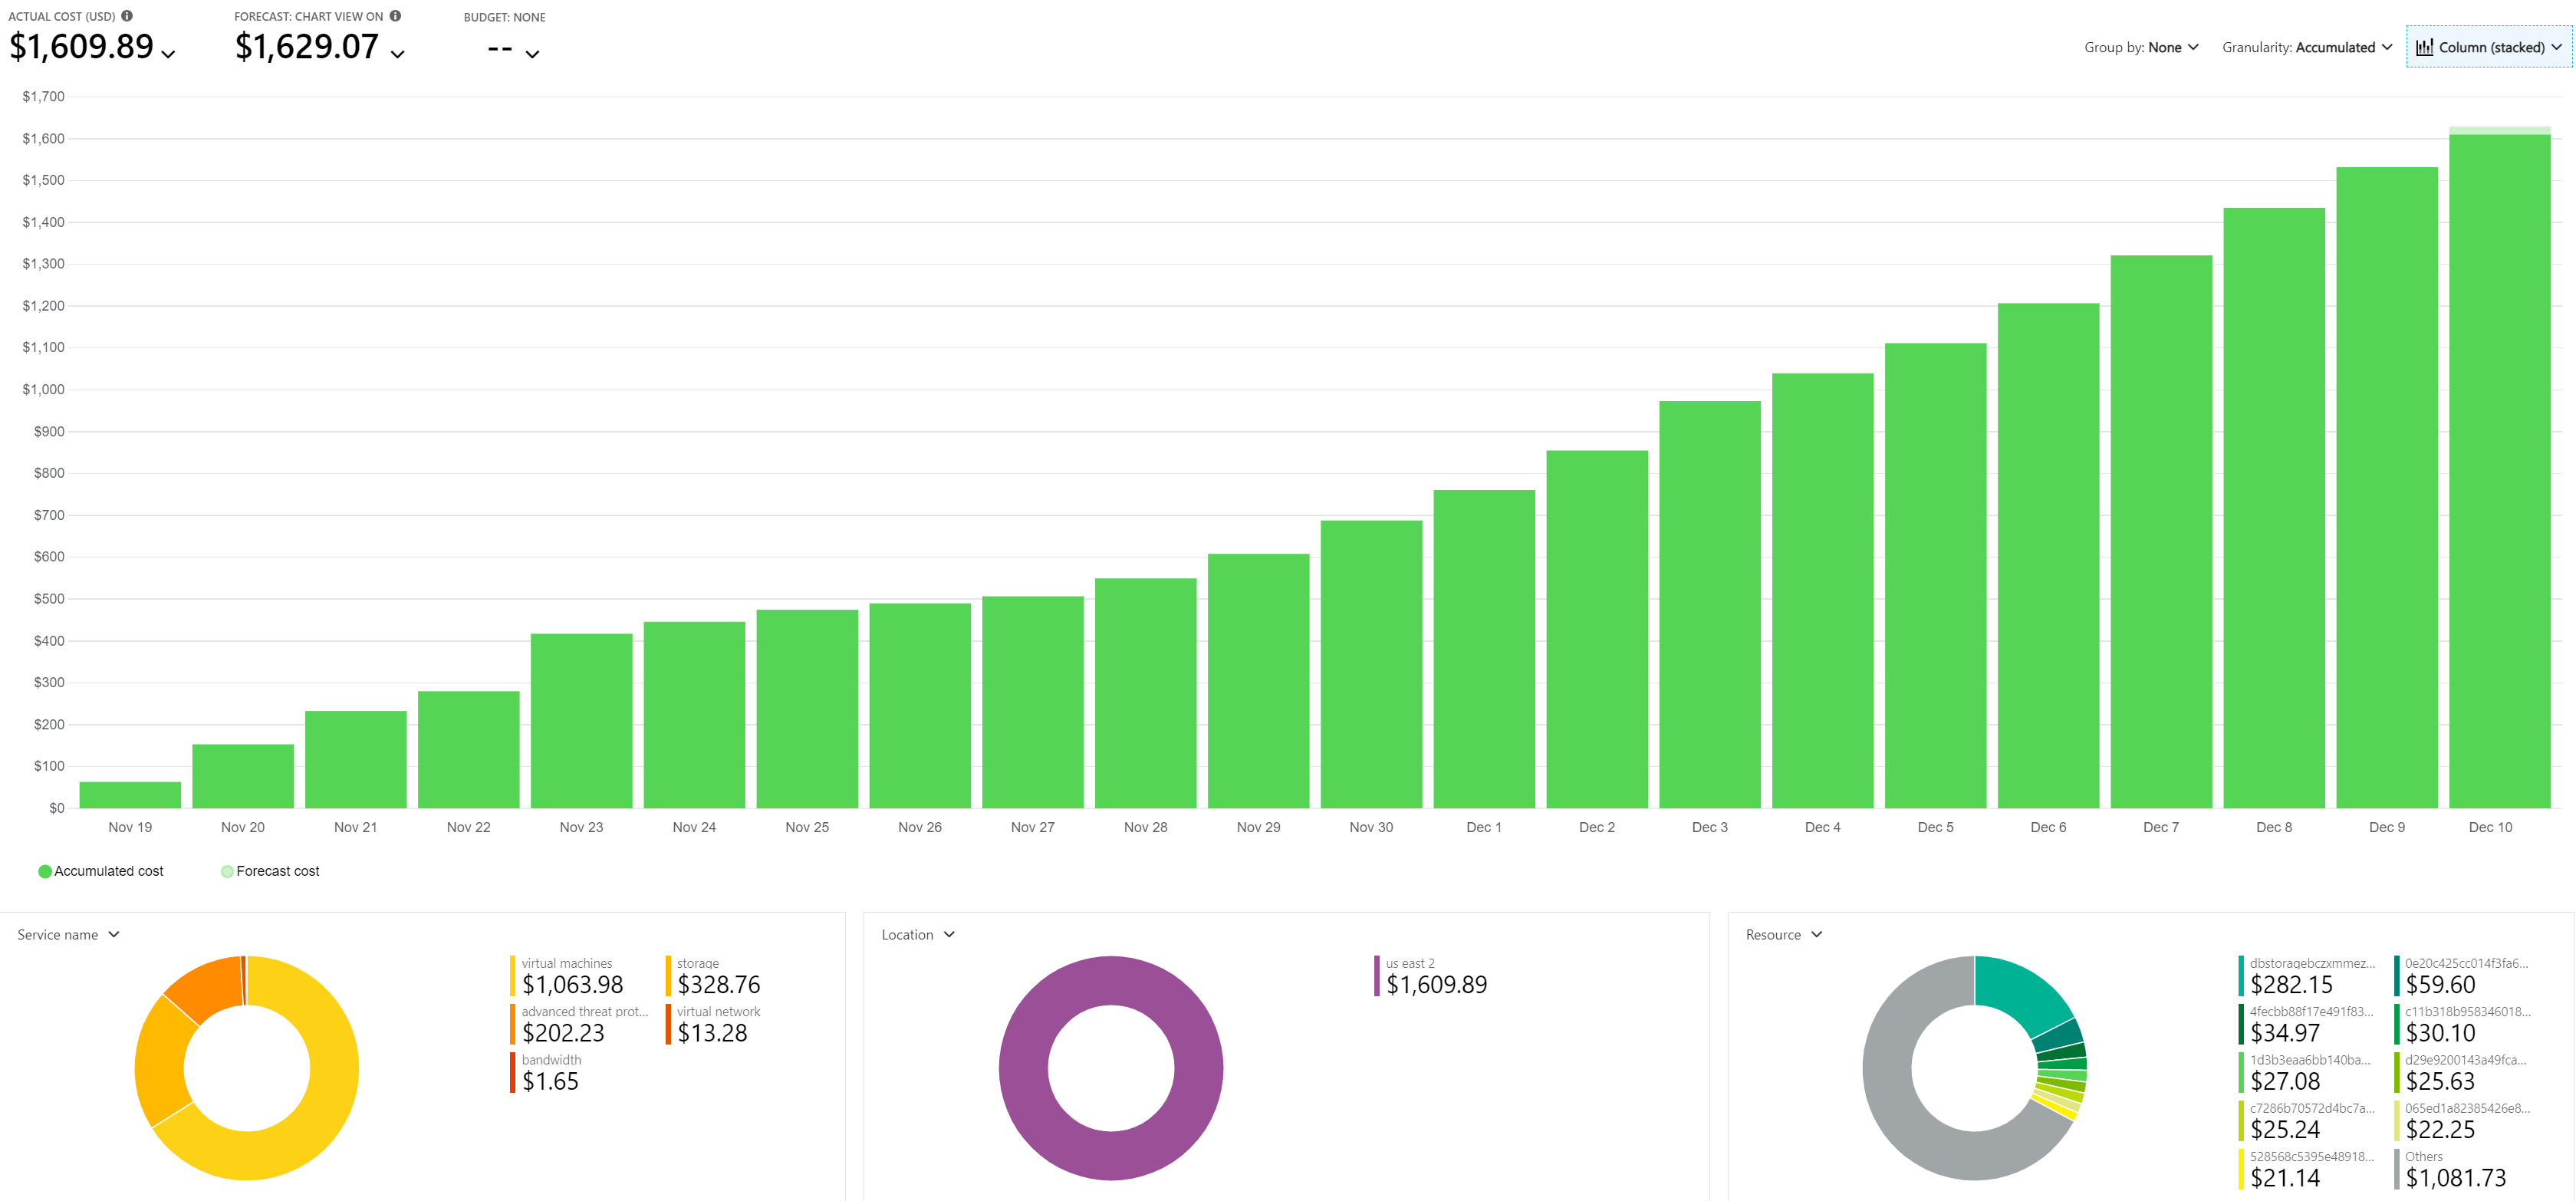 ACTUAL COST (USD)
$1,609.89
FORECAST: CHART VIEW ON
$1,629.07
BUDGET: NONE
--
Group by: None
Granularity: Accumulated
Column (stacked)
$1,700
$1,600
$1,500
$1,400
$1,300
$1,200
$1,100
$1,000
$900
$800
$700
$600
$500
$400
$300
$200
$100
$0
Nov 19 Nov 20 Nov 21 Nov 22 Nov 23 Nov 24 Nov 25 Nov 26 Nov 27 Nov 28 Nov 29 Nov 30 Dec 1 Dec 2 Dec 3 Dec 4 Dec 5 Dec 6 Dec 7 Dec 8 Dec 9 Dec 10
Accumulated cost
Forecast cost
Service name
virtual machines
$1,063.98
storage
$328.76
advanced threat prot...
$202.23
virtual network
$13.28
bandwidth
$1.65
Location
us east 2
$1,609.89
Resource
dbstoragebczxmmez...
$282.15
0e20c425cc014f3fa6...
$59.60
4fecbb88f17e491f83...
$34.97
c11b318b958346018...
$30.10
1d3b3eaa6bb140ba...
$27.08
d29e9200143a49fca...
$25.63
c7286b70572d4bc7a...
$25.24
065ed1a82385426e8...
$22.25
528568c5395e48918...
$21.14
Others
$1,081.73